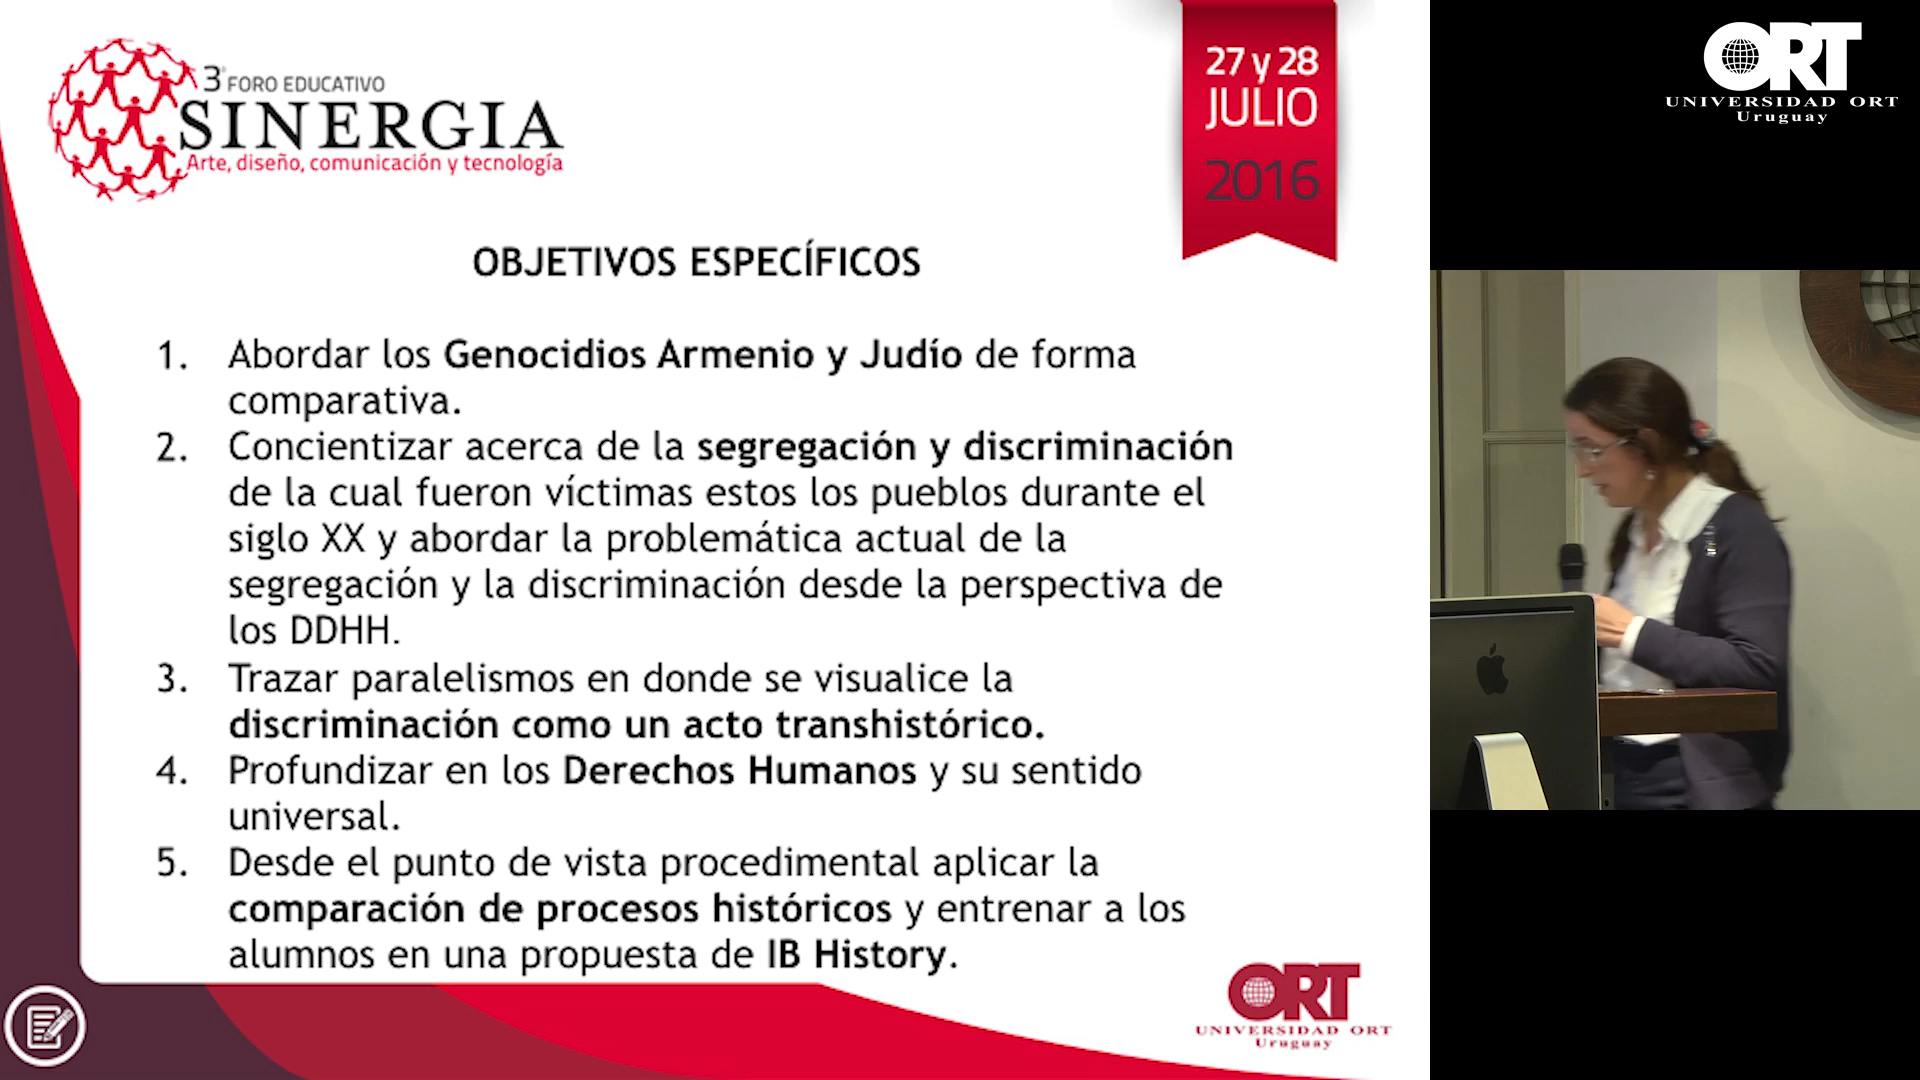 3° FORO EDUCATIVO
SINERGIA
Arte, diseño, comunicación y tecnología
27 y 28
JULIO
2016
ORT
UNIVERSIDAD ORT
Uruguay
OBJETIVOS ESPECÍFICOS
1. Abordar los Genocidios Armenio y Judío de forma
comparativa.
2. Concientizar acerca de la segregación y discriminación
de la cual fueron víctimas estos los pueblos durante el
siglo XX y abordar la problemática actual de la
segregación y la discriminación desde la perspectiva de
los DDHH.
3. Trazar paralelismos en donde se visualice la
discriminación como un acto transhistórico.
4. Profundizar en los Derechos Humanos y su sentido
universal.
5. Desde el punto de vista procedimental aplicar la
comparación de procesos históricos y entrenar a los
alumnos en una propuesta de IB History.
ORT
UNIVERSIDAD ORT
Uruguay